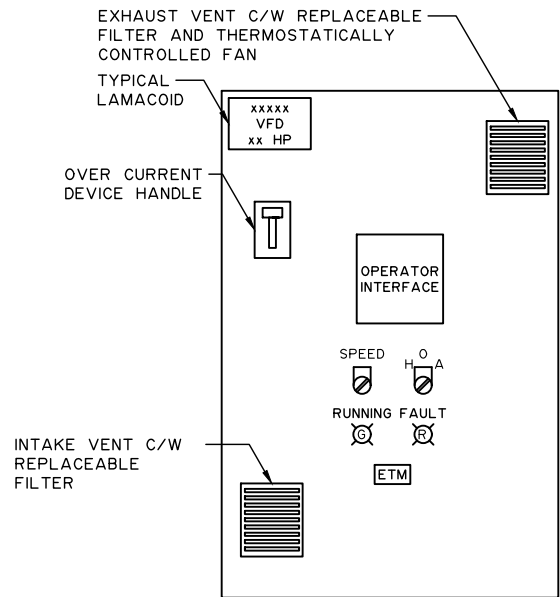 EXHAUST VENT C/W REPLACEABLE
FILTER AND THERMOSTATICALLY
CONTROLLED FAN
TYPICAL
LAMACOID
xxxxx
VFD
xx HP
OVER CURRENT
DEVICE HANDLE
OPERATOR
INTERFACE
SPEED
H O A
RUNNING FAULT
G R
ETM
INTAKE VENT C/W
REPLACEABLE
FILTER